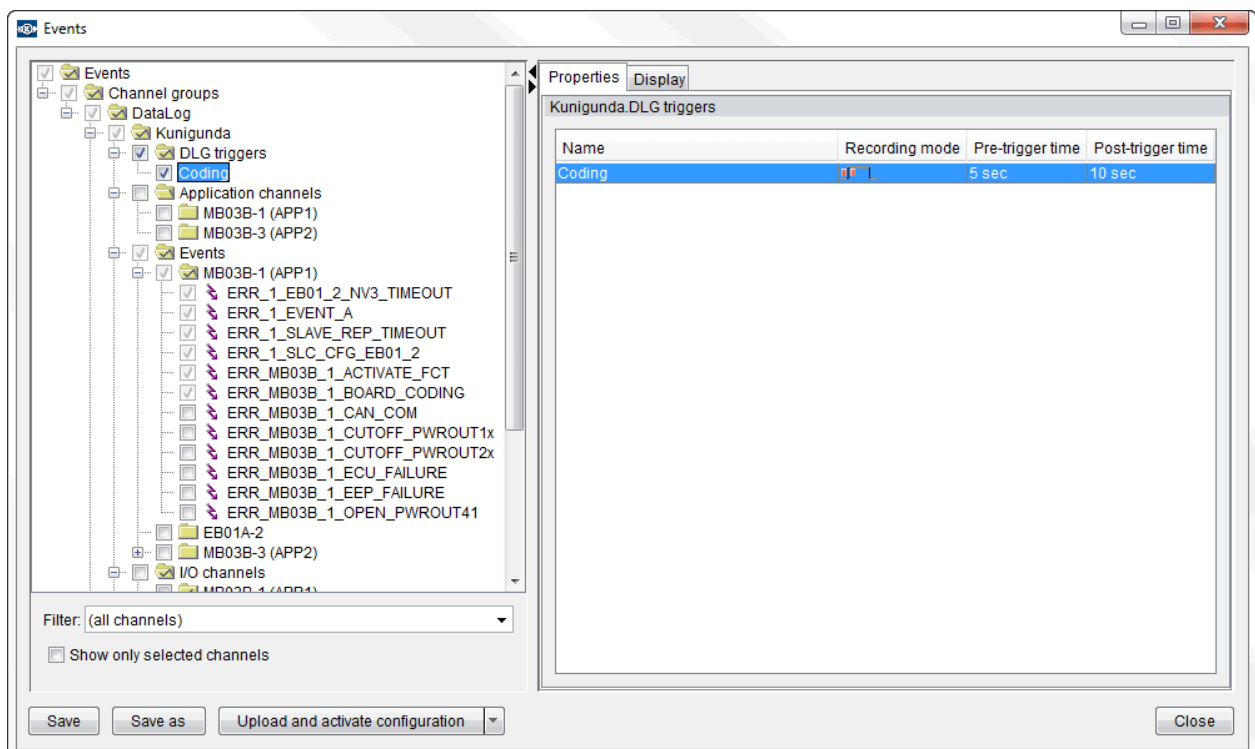 Events
Events
Channel groups
DataLog
Kunigunda
DLG triggers
Coding
Application channels
MB03B-1 (APP1)
MB03B-3 (APP2)
Events
MB03B-1 (APP1)
ERR_1_EB01_2_NV3_TIMEOUT
ERR_1_EVENT_A
ERR_1_SLAVE_REP_TIMEOUT
ERR_1_SLC_CFG_EB01_2
ERR_MB03B_1_ACTIVATE_FCT
ERR_MB03B_1_BOARD_CODING
ERR_MB03B_1_CAN_COM
ERR_MB03B_1_CUTOFF_PWROUT1x
ERR_MB03B_1_CUTOFF_PWROUT2x
ERR_MB03B_1_ECU_FAILURE
ERR_MB03B_1_EEP_FAILURE
ERR_MB03B_1_OPEN_PWROUT41
EB01A-2
MB03B-3 (APP2)
I/O channels
MB03B-1 (APP1)
Filter: (all channels)
Show only selected channels
Properties Display
Kunigunda.DLG triggers
Name Recording mode Pre-trigger time Post-trigger time
Coding 5 sec 10 sec
Save Save as Upload and activate configuration Close